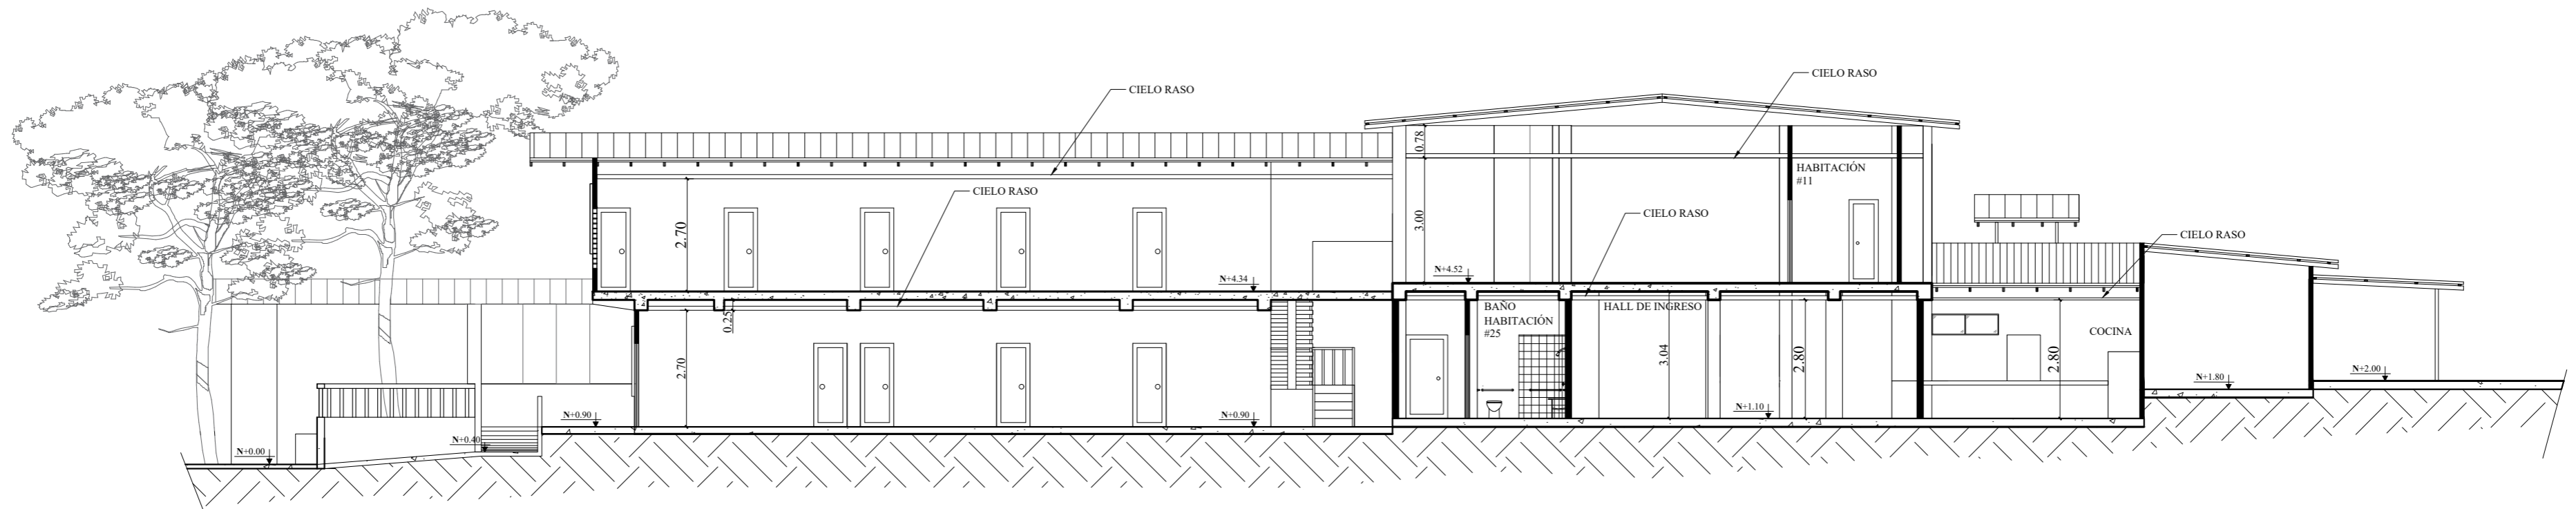 CIELO RASO
CIELO RASO
0.78
HABITACIÓN
#11
CIELO RASO
CIELO RASO
3.00
2.70
CIELO RASO
N+4.52
N+4.34
BAÑO
HABITACIÓN
#25
HALL DE INGRESO
0.25
COCINA
2.70
3.04
2.80
2.80
N+2.00
N+1.80
N+0.90
N+0.90
N+1.10
N+0.40
N+0.00